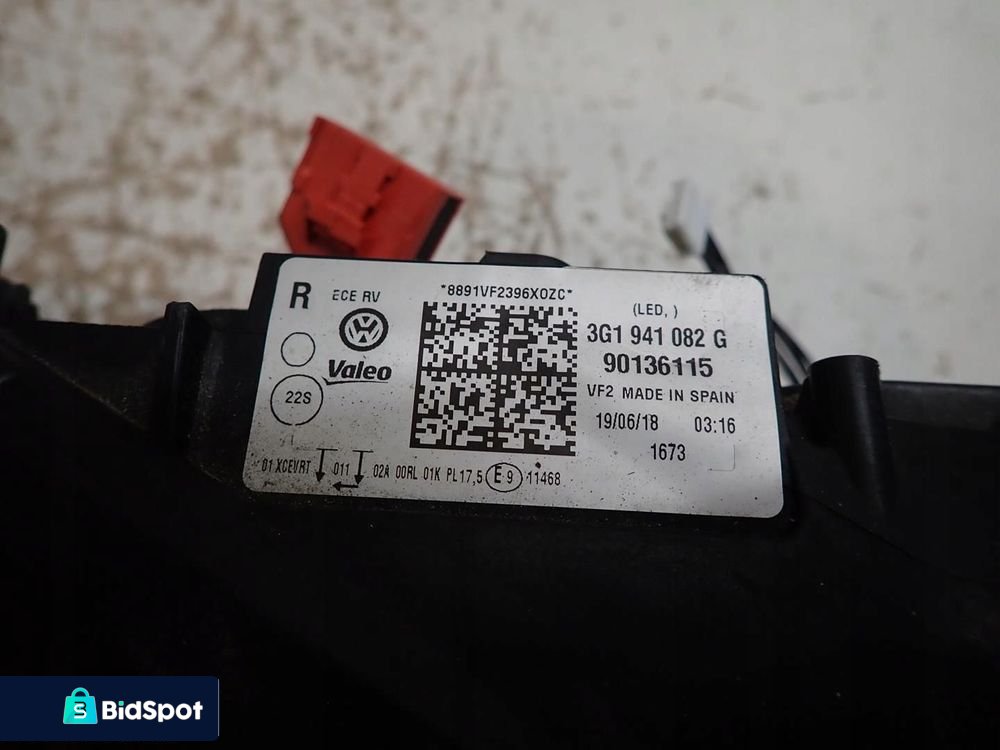 R ECE RV
*8891VF2396X0ZC*
(LED, )
3G1 941 082 G
90136115
VF2 MADE IN SPAIN
19/06/18 03:16
1673
VW
Valeo
22S
01 XCEVRT 011 02A 00RL 01K PL17,5 E9 11468
BidSpot